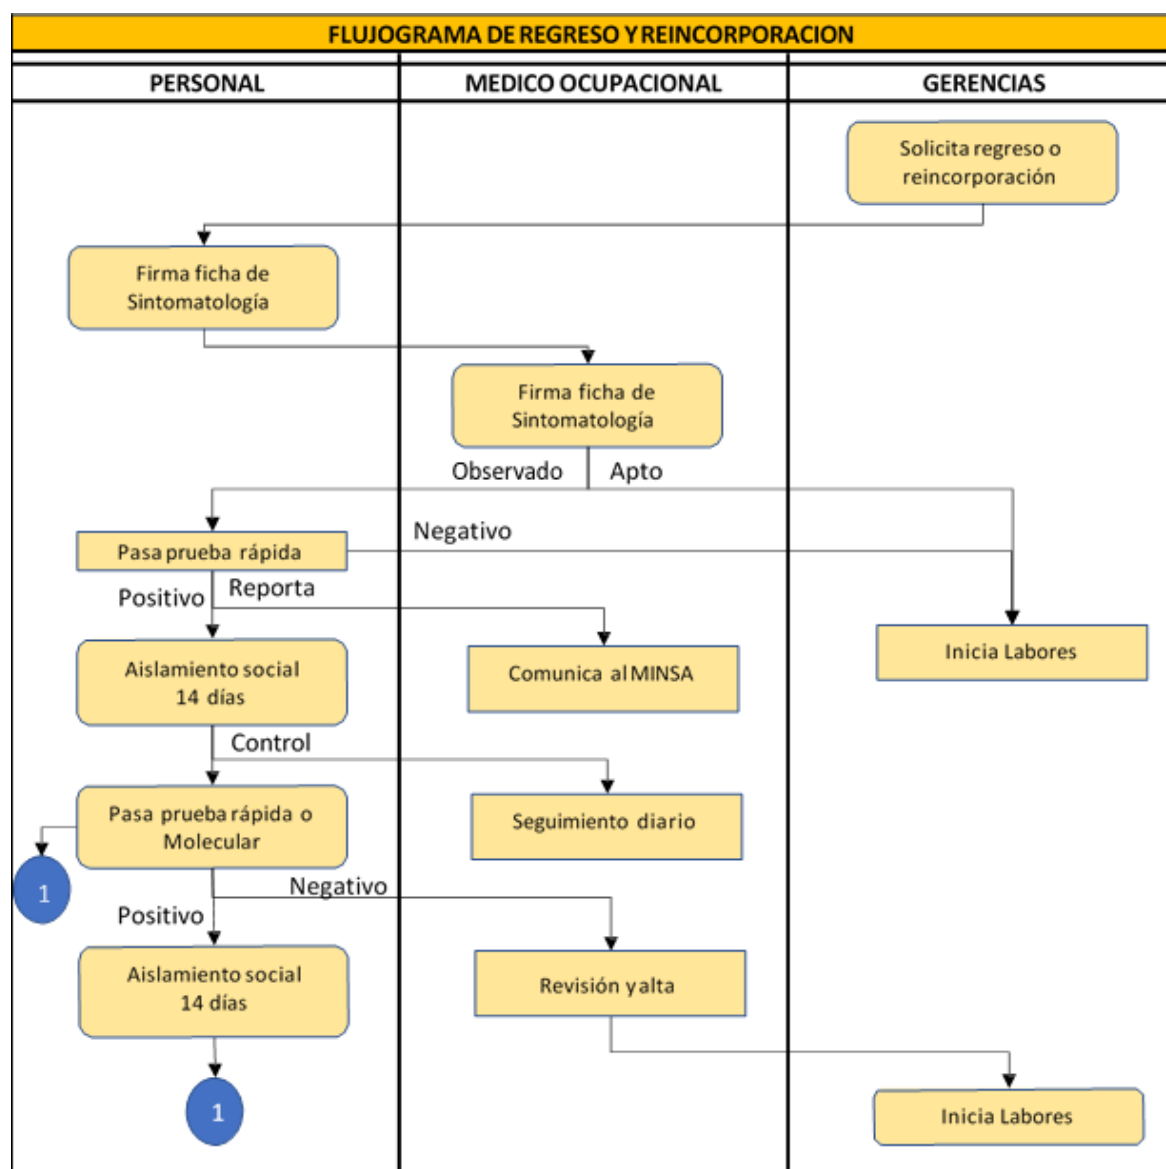 FLUJOGRAMA DE REGRESO Y REINCORPORACION
PERSONAL
MEDICO OCUPACIONAL
GERENCIAS
Solicita regreso o
reincorporación
Firma ficha de
Sintomatología
Firma ficha de
Sintomatología
Observado
Apto
Pasa prueba rápida
Negativo
Positivo
Reporta
Aislamiento social
14 días
Comunica al MINSA
Inicia Labores
Control
Pasa prueba rápida o
Molecular
Seguimiento diario
1
Negativo
Positivo
Aislamiento social
14 días
Revisión y alta
1
Inicia Labores